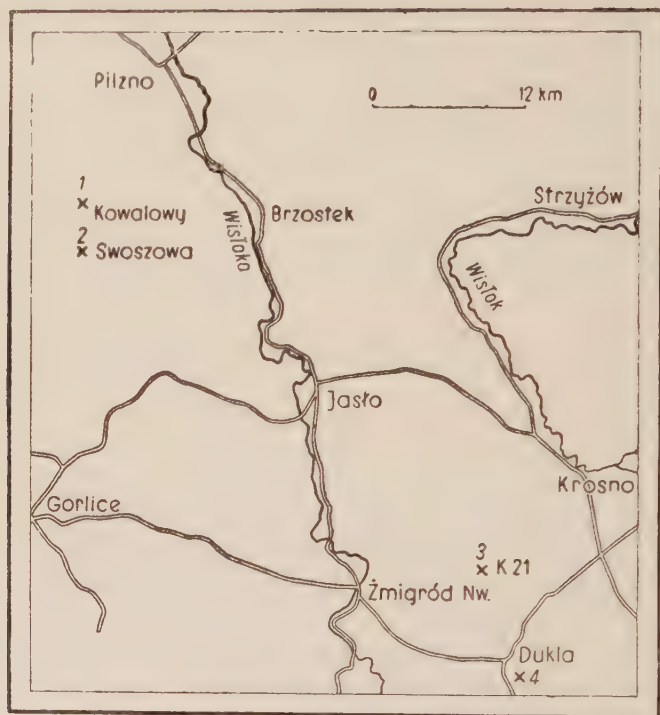 Pilzno
0 12 km
1
× Kowalowy
Brzostek
Strzyżów
2
× Swoszowa
Wisłoka
Wisłok
Jasło
Krosno
Gorlice
3
× K 21
Żmigród Nw.
Dukla
× 4